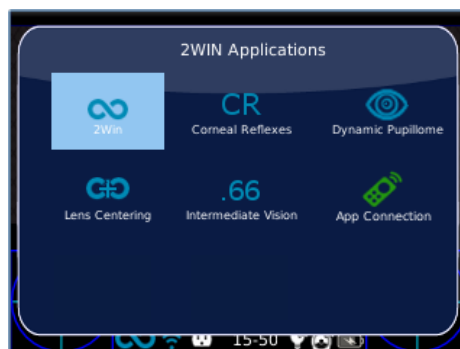 2WIN Applications
CR
2Win
Corneal Reflexes
Dynamic Pupillome
.66
Lens Centering
Intermediate Vision
App Connection
15-50